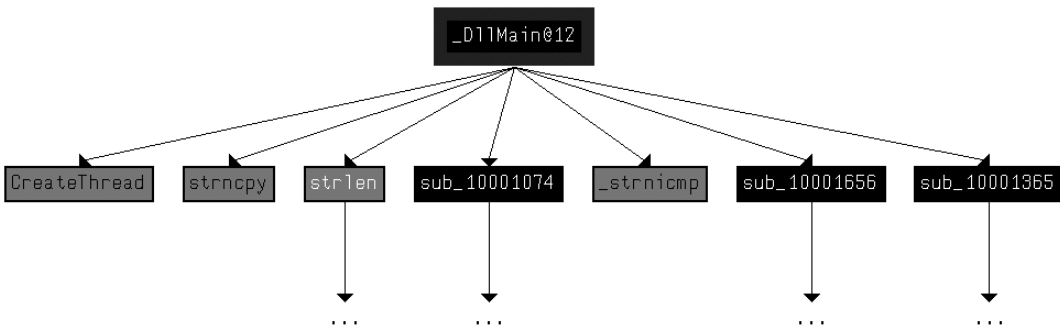 _DllMain@12
CreateThread
strncpy
strlen
sub_10001074
_strnicmp
sub_10001656
sub_10001365
...
...
...
...